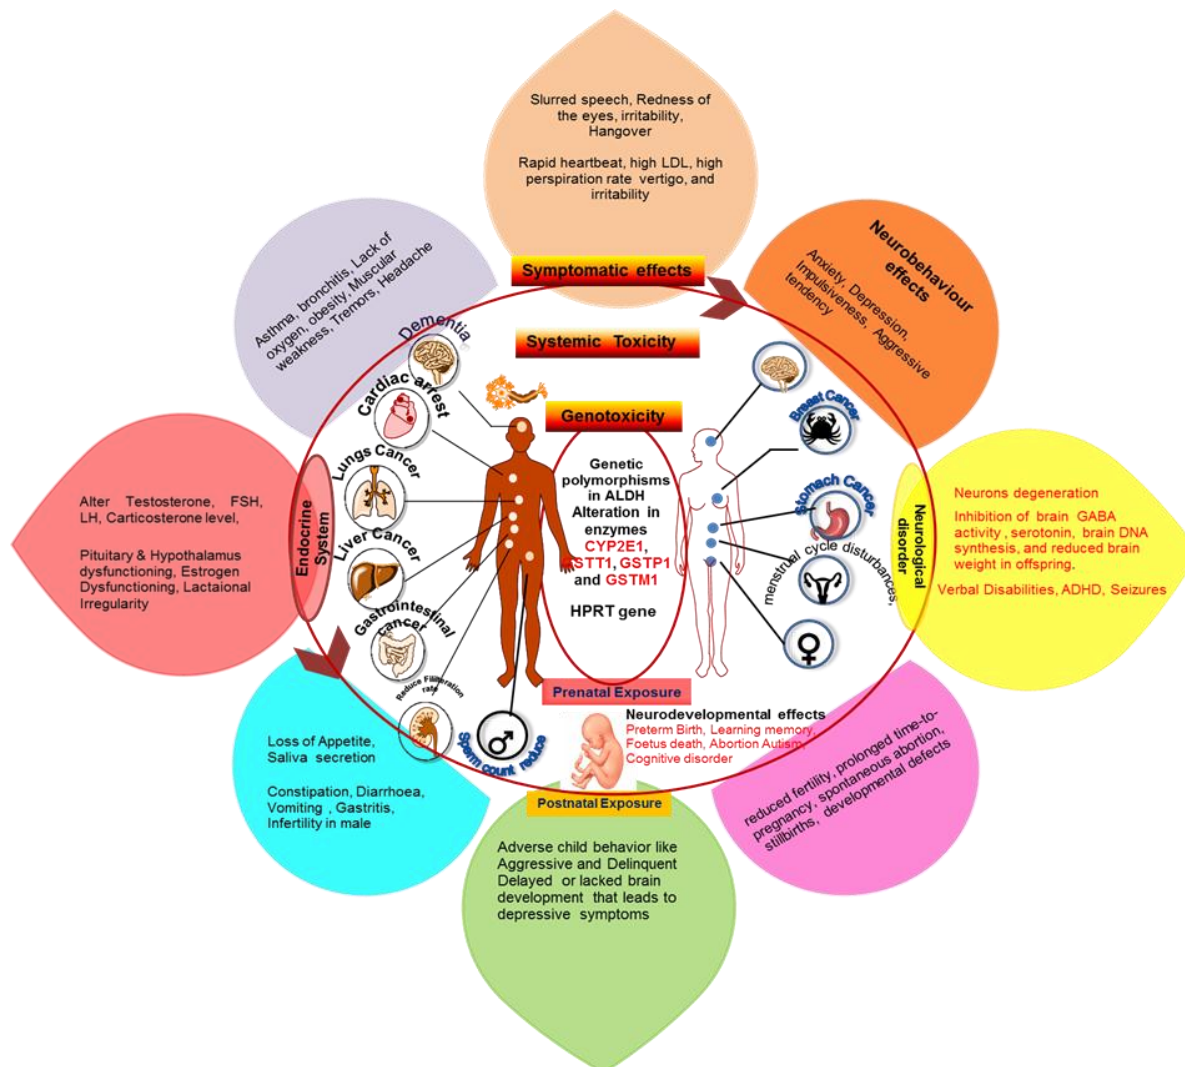 Slurred speech, Redness of
the eyes, irritability,
Hangover
Rapid heartbeat, high LDL, high
perspiration rate vertigo, and
irritability
Symptomatic effects
Neurobehaviour
effects
Anxiety, Depression,
Impulsiveness, Aggressive
tendency
Asthma, bronchitis, Lack of
oxygen, obesity, Muscular
weakness, Tremors, Headache
Systemic Toxicity
Genotoxicity
Genetic
polymorphisms
in ALDH
Alteration in
enzymes
CYP2E1,
GSTT1, GSTP1
and GSTM1
HPRT gene
Dementia
Cardiac arrest
Lungs Cancer
Liver Cancer
Gastrointestinal
cancer
Reduce Filiteration
rate
Sperm count reduce
Breast Cancer
Stomach Cancer
menstrual cycle disturbances,
Endocrine
System
Alter Testosterone, FSH,
LH, Carticosterone level,
Pituitary & Hypothalamus
dysfunctioning, Estrogen
Dysfunctioning, Lactaional
Irregularity
Neurological
disorder
Neurons degeneration
Inhibition of brain GABA
activity, serotonin, brain DNA
synthesis, and reduced brain
weight in offspring.
Verbal Disabilities, ADHD, Seizures
Loss of Appetite,
Saliva secretion
Constipation, Diarrhoea,
Vomiting , Gastritis,
Infertility in male
reduced fertility, prolonged time-to-
pregnancy, spontaneous abortion,
stillbirths, developmental defects
Prenatal Exposure
Neurodevelopmental effects
Preterm Birth, Learning memory,
Foetus death, Abortion Autism,
Cognitive disorder
Postnatal Exposure
Adverse child behavior like
Aggressive and Delinquent
Delayed or lacked brain
development that leads to
depressive symptoms